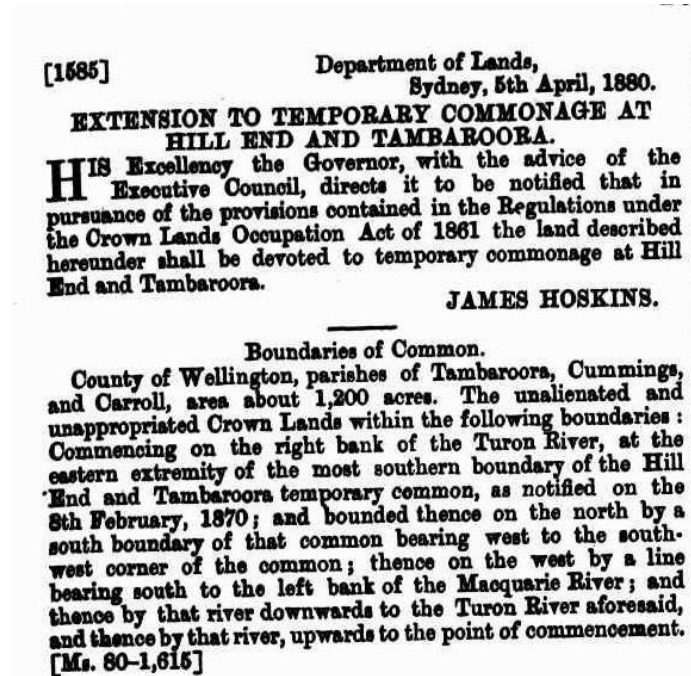 [1585]
Department of Lands,
Sydney, 5th April, 1880.
EXTENSION TO TEMPORARY COMMONAGE AT
HILL END AND TAMBAROORA.
HIS Excellency the Governor, with the advice of the
Executive Council, directs it to be notified that in
pursuance of the provisions contained in the Regulations under
the Crown Lands Occupation Act of 1861 the land described
hereunder shall be devoted to temporary commonage at Hill
End and Tambaroora.
JAMES HOSKINS.
Boundaries of Common.
County of Wellington, parishes of Tambaroora, Cummings,
and Carroll, area about 1,200 acres. The unalienated and
unappropriated Crown Lands within the following boundaries :
Commencing on the right bank of the Turon River, at the
eastern extremity of the most southern boundary of the Hill
End and Tambaroora temporary common, as notified on the
8th February, 1870 ; and bounded thence on the north by a
south boundary of that common bearing west to the south-
west corner of the common ; thence on the west by a line
bearing south to the left bank of the Macquarie River ; and
thence by that river downwards to the Turon River aforesaid,
and thence by that river, upwards to the point of commencement.
[Ms. 80-1,615]